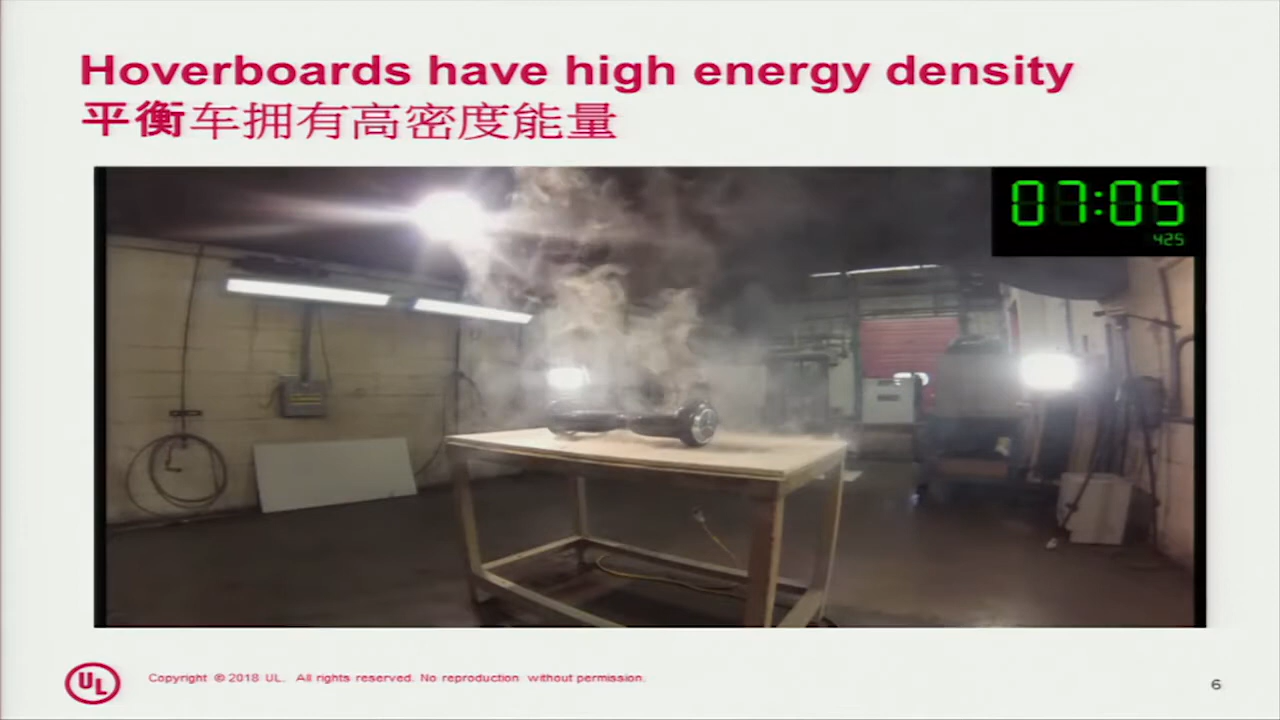 Hoverboards have high energy density
平衡车拥有高密度能量
07:05
425
UL
Copyright © 2018 UL. All rights reserved. No reproduction without permission.
6